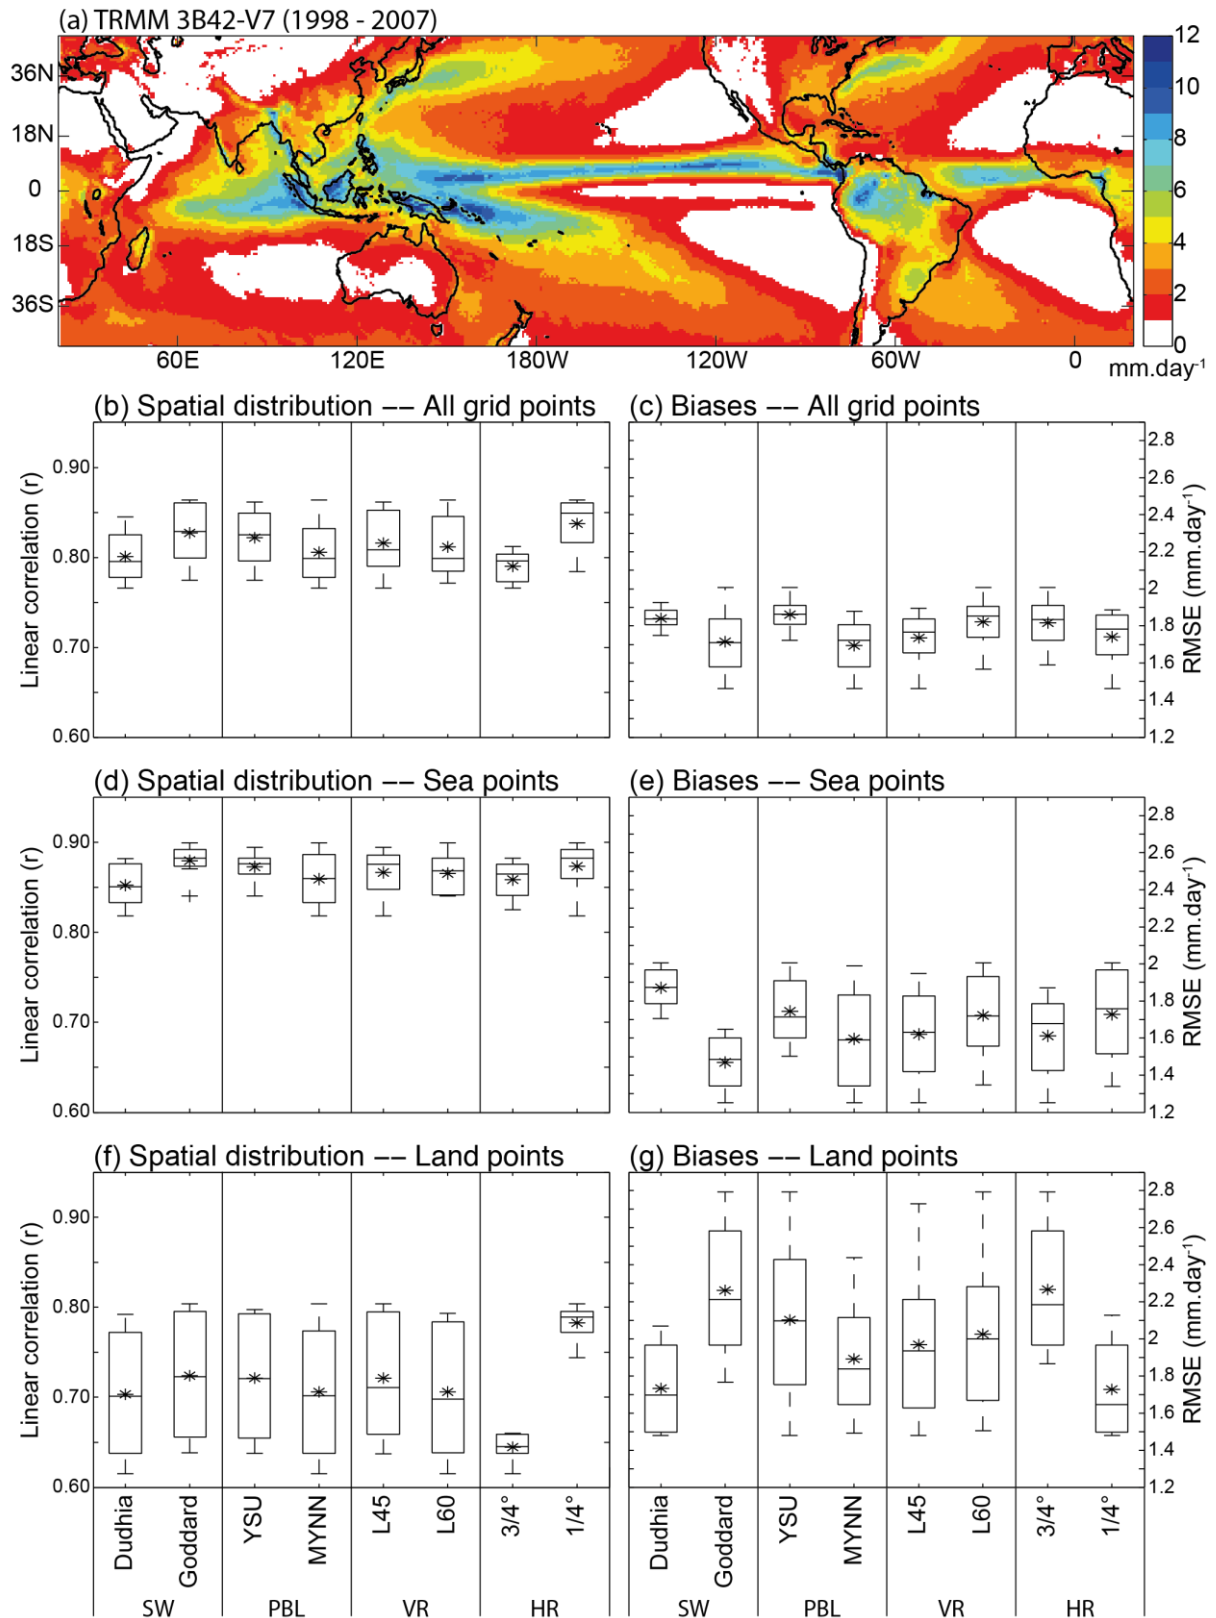 (a) TRMM 3B42-V7 (1998 - 2007)
36N
18N
0
18S
36S
60E
120E
180W
120W
60W
0
12
10
8
6
4
2
0
mm.day-1
(b) Spatial distribution -- All grid points
(c) Biases -- All grid points
Linear correlation (r)
0.90
0.80
0.70
0.60
2.8
2.6
2.4
2.2
2
1.8
1.6
1.4
1.2
RMSE (mm.day-1)
(d) Spatial distribution -- Sea points
(e) Biases -- Sea points
Linear correlation (r)
0.90
0.80
0.70
0.60
2.8
2.6
2.4
2.2
2
1.8
1.6
1.4
1.2
RMSE (mm.day-1)
(f) Spatial distribution -- Land points
(g) Biases -- Land points
Linear correlation (r)
0.90
0.80
0.70
0.60
2.8
2.6
2.4
2.2
2
1.8
1.6
1.4
1.2
RMSE (mm.day-1)
Dudhia
Goddard
YSU
MYNN
L45
L60
3/4°
1/4°
Dudhia
Goddard
YSU
MYNN
L45
L60
3/4°
1/4°
SW PBL VR HR SW PBL VR HR